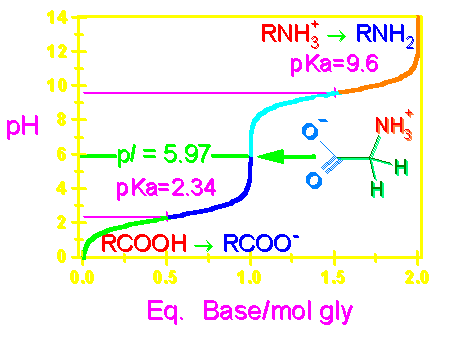 14
RNH₃⁺ → RNH₂
12
pKa=9.6
10
pH
8
O⁻
NH₃⁺
pI = 5.97
6
O
H
H
pKa=2.34
4
2
RCOOH → RCOO⁻
0
0.0
0.5
1.0
1.5
2.0
Eq. Base/mol gly